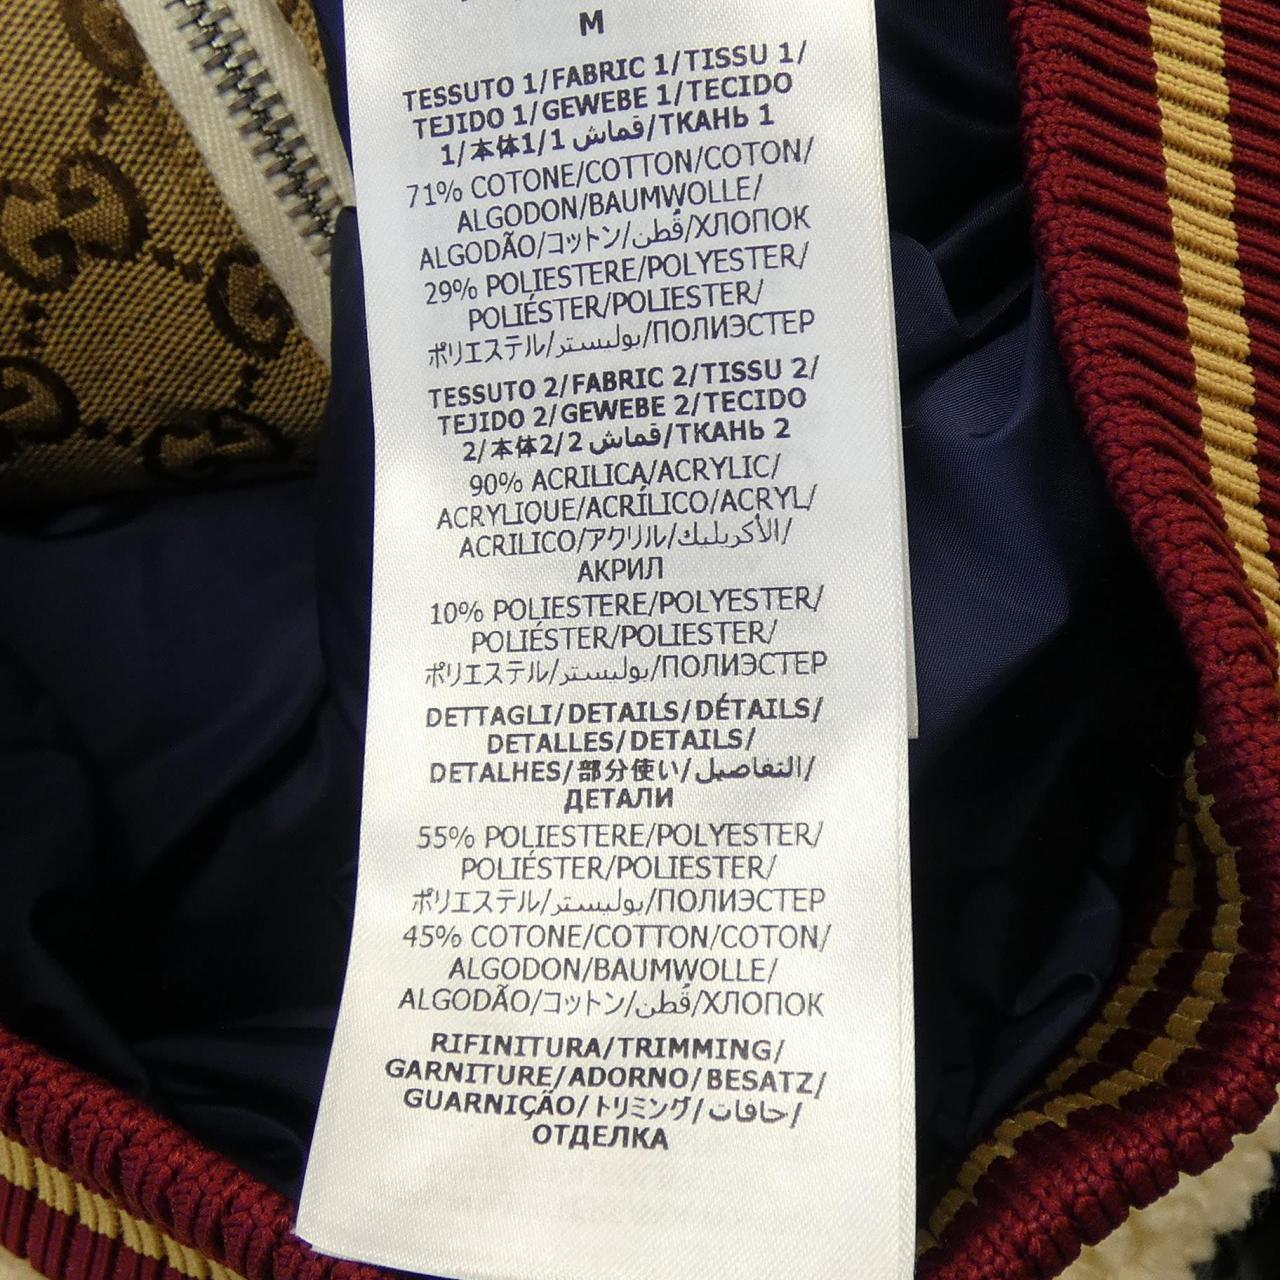 M
TESSUTO 1/FABRIC 1/TISSU 1/
TEJIDO 1/GEWEBE 1/TECIDO
1/本体1/1 قماش/ТКАНЬ 1
71% COTONE/COTTON/COTON/
ALGODON/BAUMWOLLE/
ALGODÃO/コットン/قطن/ХЛОПОК
29% POLIESTERE/POLYESTER/
POLIÉSTER/POLIESTER/
ポリエステル/بوليستر/ПОЛИЭСТЕР
TESSUTO 2/FABRIC 2/TISSU 2/
TEJIDO 2/GEWEBE 2/TECIDO
2/本体2/2 قماش/ТКАНЬ 2
90% ACRILICA/ACRYLIC/
ACRYLIQUE/ACRÍLICO/ACRYL/
ACRILICO/アクリル/الأكريليك/
АКРИЛ
10% POLIESTERE/POLYESTER/
POLIÉSTER/POLIESTER/
ポリエステル/بوليستر/ПОЛИЭСТЕР
DETTAGLI/DETAILS/DÉTAILS/
DETALLES/DETAILS/
DETALHES/部分使い/التفاصيل/
ДЕТАЛИ
55% POLIESTERE/POLYESTER/
POLIÉSTER/POLIESTER/
ポリエステル/بوليستر/ПОЛИЭСТЕР
45% COTONE/COTTON/COTON/
ALGODON/BAUMWOLLE/
ALGODÃO/コットン/قطن/ХЛОПОК
RIFINITURA/TRIMMING/
GARNITURE/ADORNO/BESATZ/
GUARNIÇÃO/トリミング/حافات/
ОТДЕЛКА